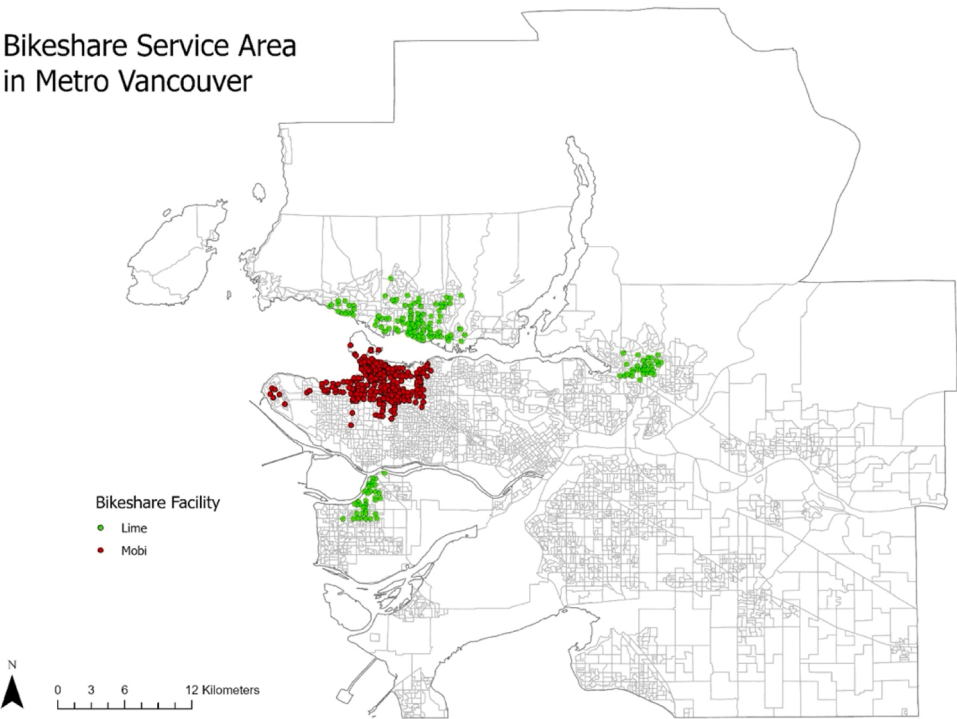 Bikeshare Service Area
in Metro Vancouver
Bikeshare Facility
Lime
Mobi
N
0 3 6 12 Kilometers